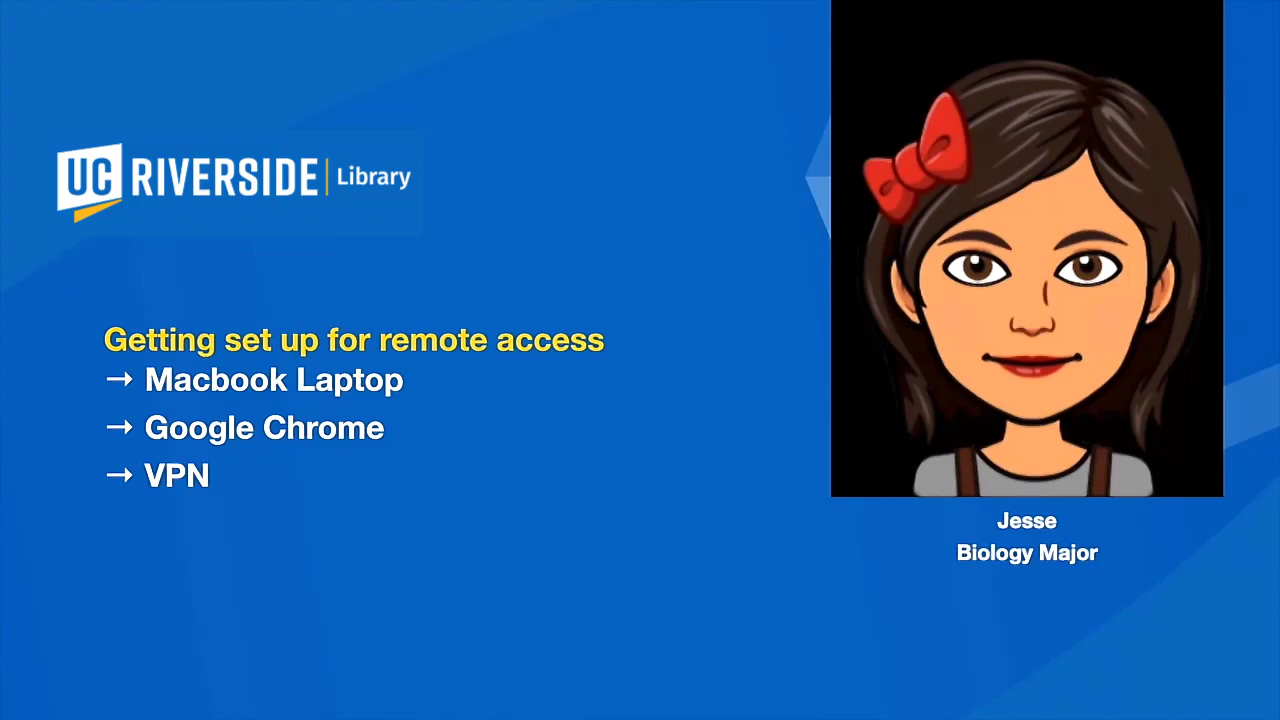 UC RIVERSIDE Library
Getting set up for remote access
→ Macbook Laptop
→ Google Chrome
→ VPN
Jesse
Biology Major